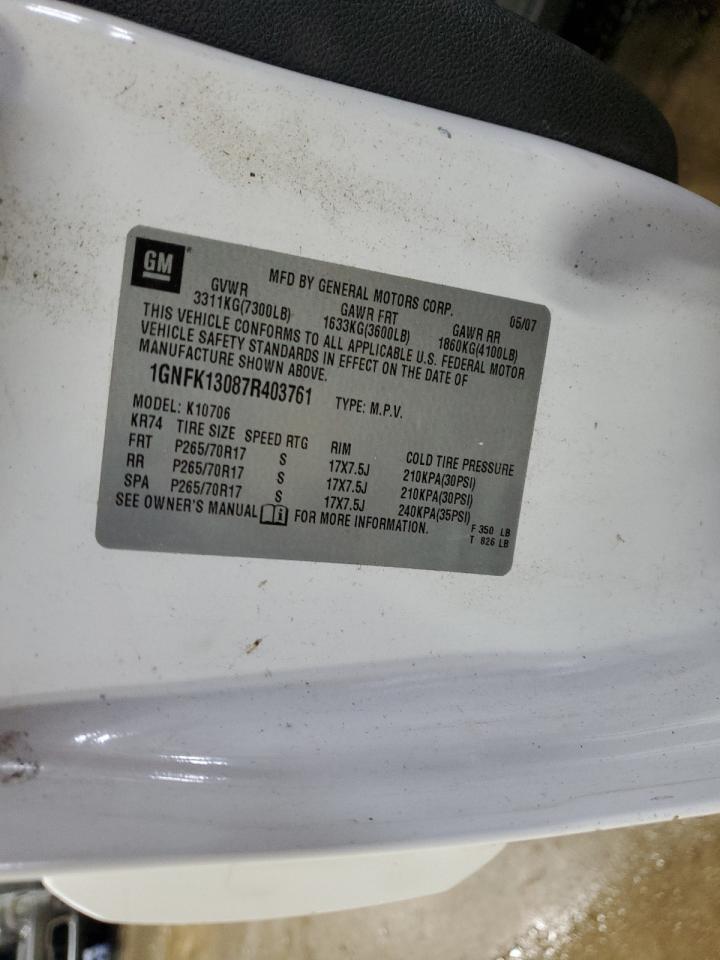 GM®
MFD BY GENERAL MOTORS CORP. 05/07
GVWR GAWR FRT GAWR RR
3311KG(7300LB) 1633KG(3600LB) 1860KG(4100LB)
THIS VEHICLE CONFORMS TO ALL APPLICABLE U.S. FEDERAL MOTOR
VEHICLE SAFETY STANDARDS IN EFFECT ON THE DATE OF
MANUFACTURE SHOWN ABOVE.
1GNFK13087R403761 TYPE: M.P.V.
MODEL: K10706
KR74 TIRE SIZE SPEED RTG RIM COLD TIRE PRESSURE
FRT P265/70R17 S 17X7.5J 210KPA(30PSI)
RR P265/70R17 S 17X7.5J 210KPA(30PSI)
SPA P265/70R17 S 17X7.5J 240KPA(35PSI)
SEE OWNER'S MANUAL FOR MORE INFORMATION.
F 350 LB
T 826 LB